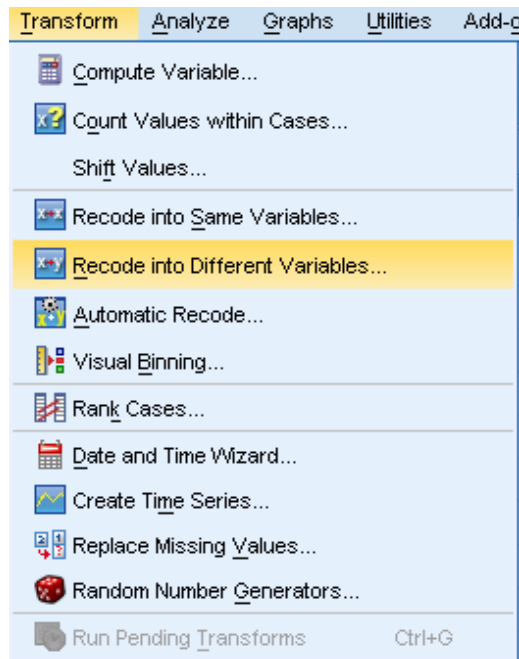 Transform Analyze Graphs Utilities Add-
Compute Variable...
Count Values within Cases...
Shift Values...
Recode into Same Variables...
Recode into Different Variables...
Automatic Recode...
Visual Binning...
Rank Cases...
Date and Time Wizard...
Create Time Series...
Replace Missing Values...
Random Number Generators...
Run Pending Transforms Ctrl+G